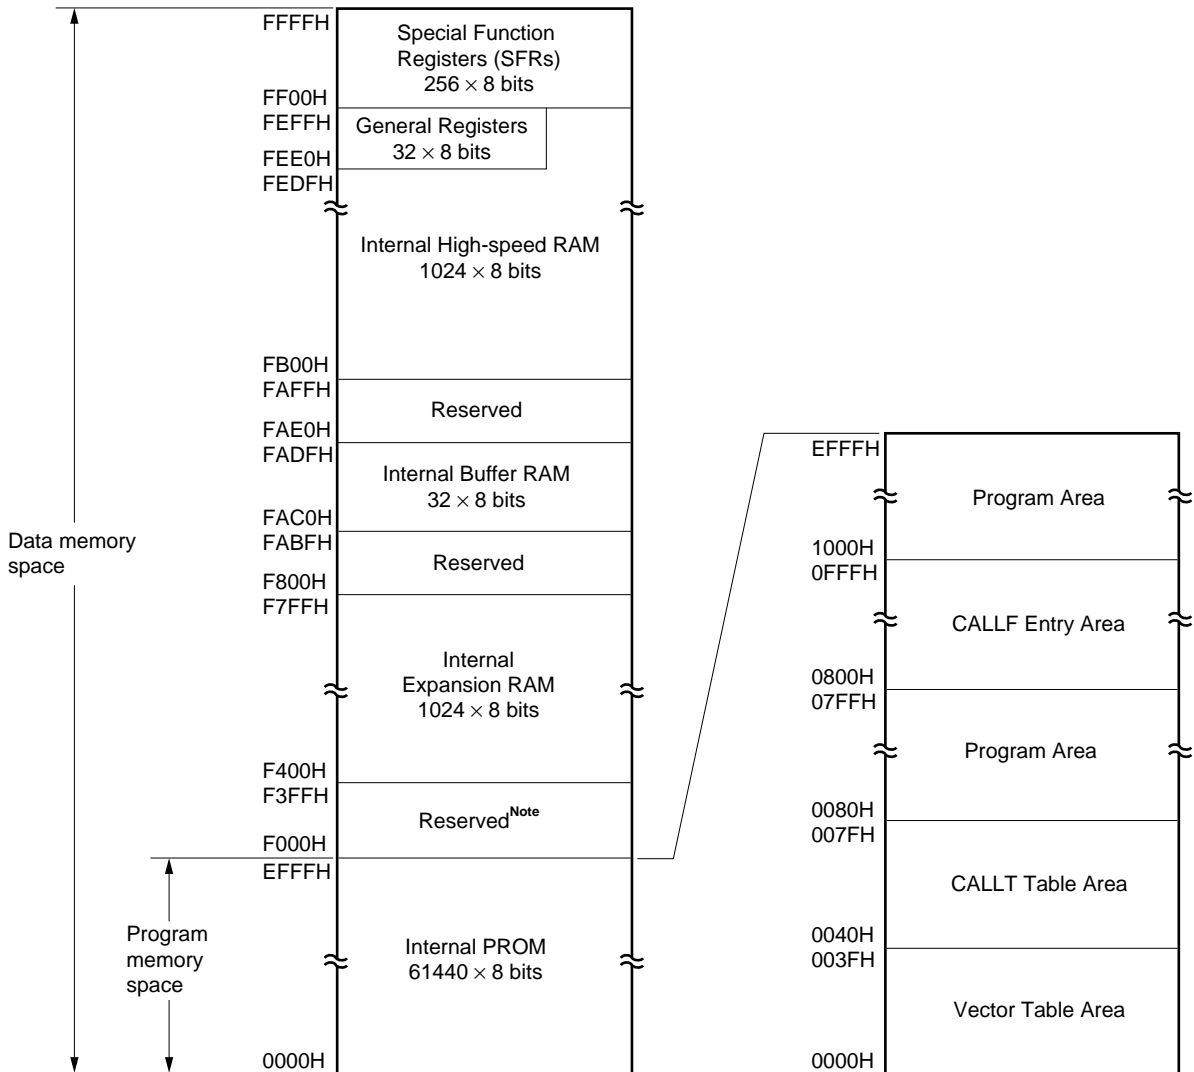 FFFFH
Special Function
Registers (SFRs)
256 × 8 bits
FF00H
FEFFH
General Registers
32 × 8 bits
FEE0H
FEDFH
Internal High-speed RAM
1024 × 8 bits
FB00H
FAFFH
Reserved
FAE0H
FADFH
Internal Buffer RAM
32 × 8 bits
FAC0H
FABFH
Reserved
F800H
F7FFH
Internal
Expansion RAM
1024 × 8 bits
F400H
F3FFH
Reserved Note
F000H
EFFFH
Internal PROM
61440 × 8 bits
0000H
Data memory
space
Program
memory
space
EFFFH
Program Area
1000H
0FFFH
CALLF Entry Area
0800H
07FFH
Program Area
0080H
007FH
CALLT Table Area
0040H
003FH
Vector Table Area
0000H